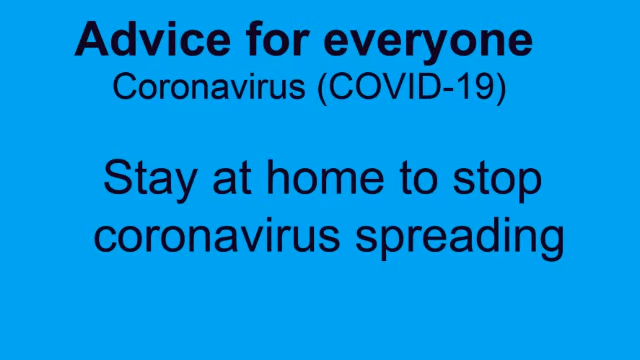 Advice for everyone
Coronavirus (COVID-19)
Stay at home to stop
coronavirus spreading